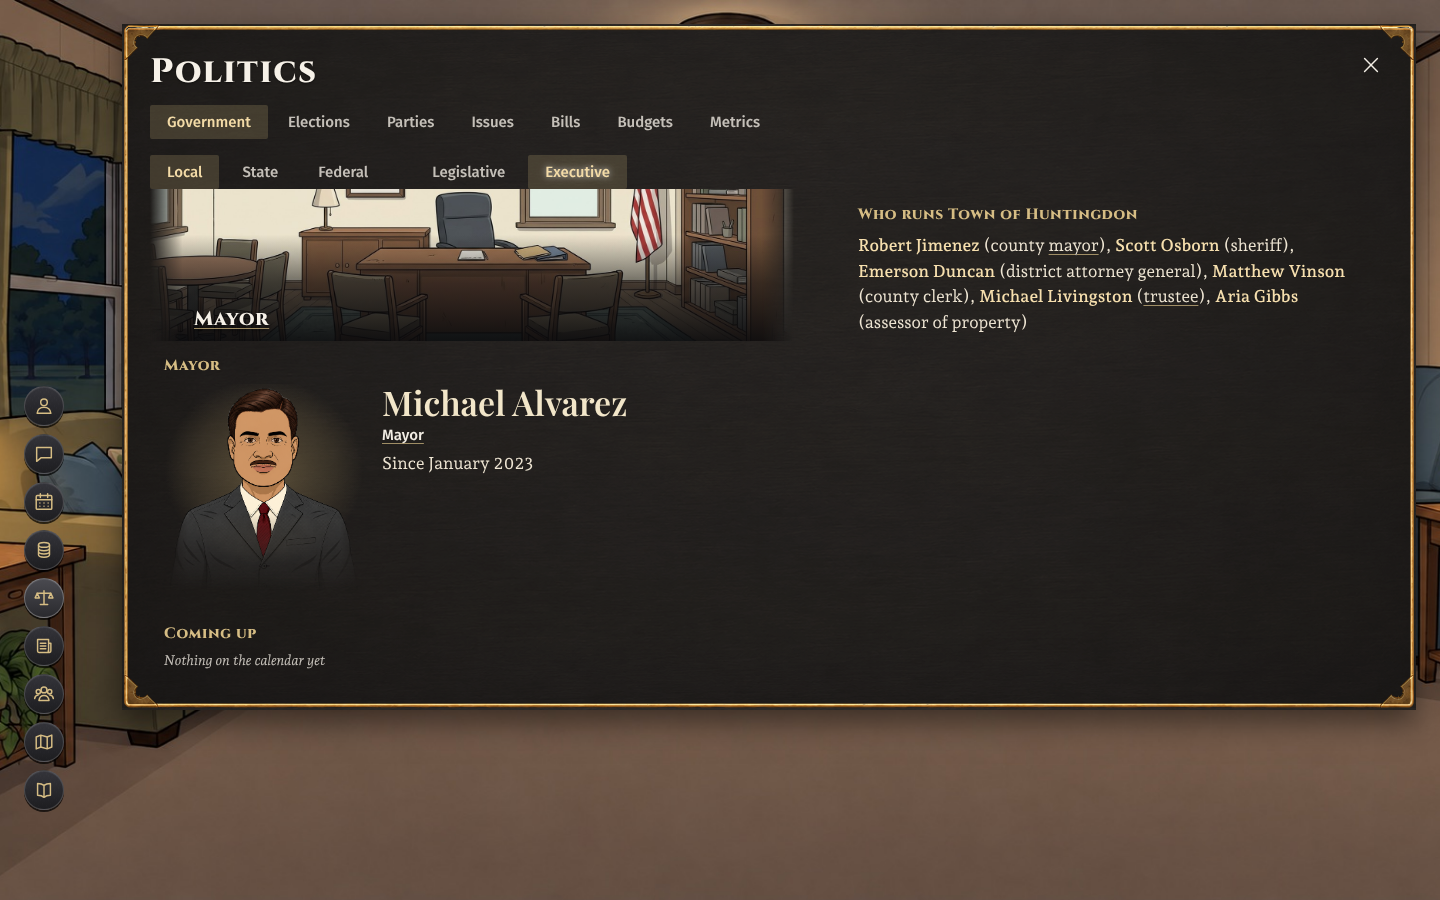 Politics
Government Elections Parties Issues Bills Budgets Metrics
Local State Federal Legislative Executive
Mayor
Mayor
Michael Alvarez
Mayor
Since January 2023
Coming up
Nothing on the calendar yet
Who runs Town of Huntingdon
Robert Jimenez (county mayor), Scott Osborn (sheriff),
Emerson Duncan (district attorney general), Matthew Vinson
(county clerk), Michael Livingston (trustee), Aria Gibbs
(assessor of property)